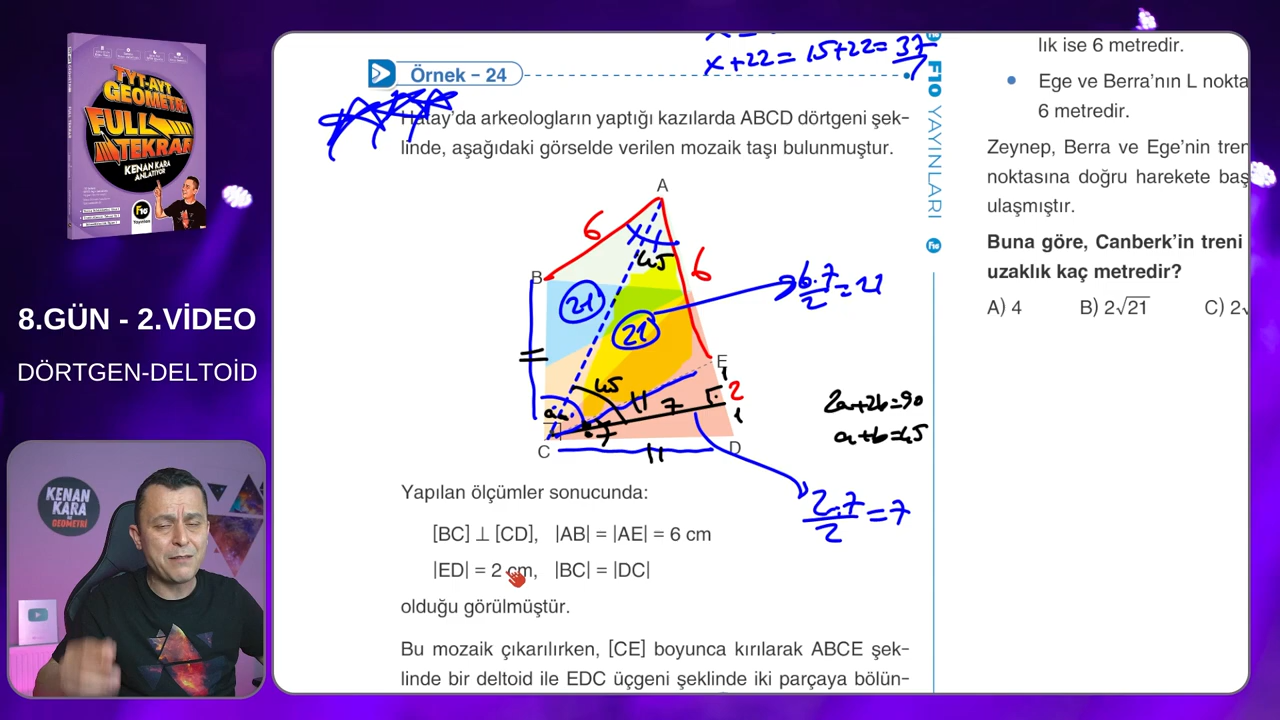 TYT-AYT
GEOMETRİ
FULL
TEKRAR
KENAN KARA
ANLATIYOR
F10
8.GÜN - 2.VİDEO
DÖRTGEN-DELTOİD
KENAN
KARA
GEOMETRİ
x+22 = 15+22 = 37
Örnek – 24
Hatay’da arkeologların yaptığı kazılarda ABCD dörtgeni şek-
linde, aşağıdaki görselde verilen mozaik taşı bulunmuştur.
A
6
45
6
B
21
21
6.7/2 = 21
E
45
1
2
1
11
7
a
b
C
D
11
2a+2b=90
a+b=45
2.7/2 = 7
Yapılan ölçümler sonucunda:
[BC] ⊥ [CD], |AB| = |AE| = 6 cm
|ED| = 2 cm, |BC| = |DC|
olduğu görülmüştür.
Bu mozaik çıkarılırken, [CE] boyunca kırılarak ABCE şek-
linde bir deltoid ile EDC üçgeni şeklinde iki parçaya bölün-
F10 YAYINLARI
lık ise 6 metredir.
• Ege ve Berra’nın L nokta
6 metredir.
Zeynep, Berra ve Ege’nin tren
noktasına doğru harekete baş
ulaşmıştır.
Buna göre, Canberk’in treni
uzaklık kaç metredir?
A) 4 B) 2√21 C) 2